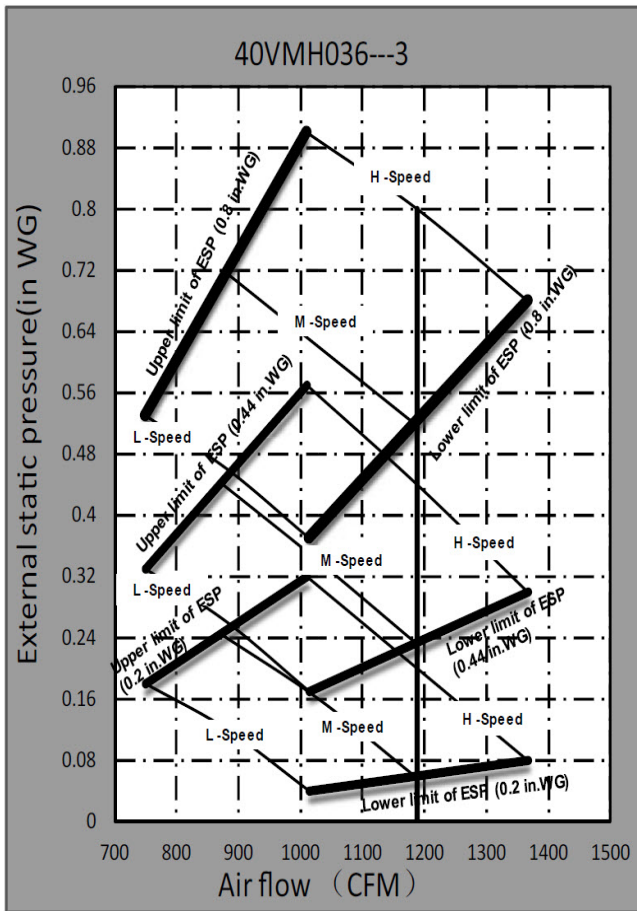 40VMH036---3
External static pressure(in WG)
0.96
0.88
0.8
0.72
0.64
0.56
0.48
0.4
0.32
0.24
0.16
0.08
0
H -Speed
Upper limit of ESP (0.8 in.WG)
M -Speed
Lower limit of ESP (0.8 in.WG)
L -Speed
Upper limit of ESP (0.44 in.WG)
H -Speed
M -Speed
L -Speed
Lower limit of ESP
(0.44/in.WG)
Upper limit of ESP
(0.2 in.WG)
H -Speed
M -Speed
L -Speed
Lower limit of ESP (0.2 in.WG)
700 800 900 1000 1100 1200 1300 1400 1500
Air flow （CFM）